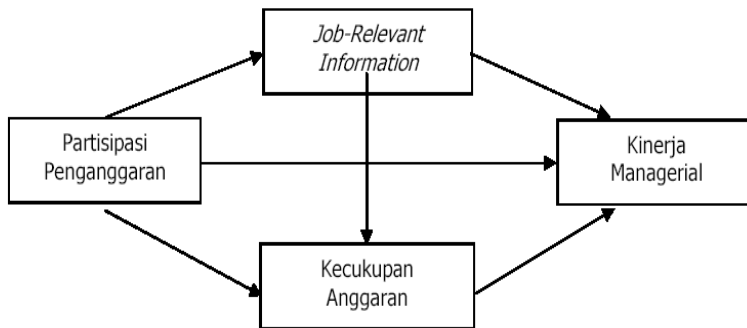 Job-Relevant
Information
Partisipasi
Penganggaran
Kinerja
Managerial
Kecukupan
Anggaran